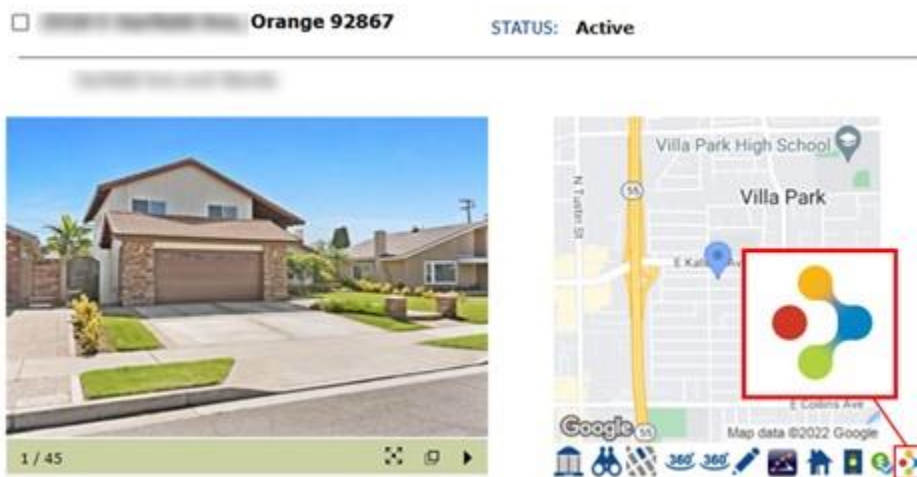 Orange 92867
STATUS: Active
1 / 45
Villa Park High School
55
N Tustin St
Villa Park
E Collins Ave
Google
55
Map data ©2022 Google
360°
360°